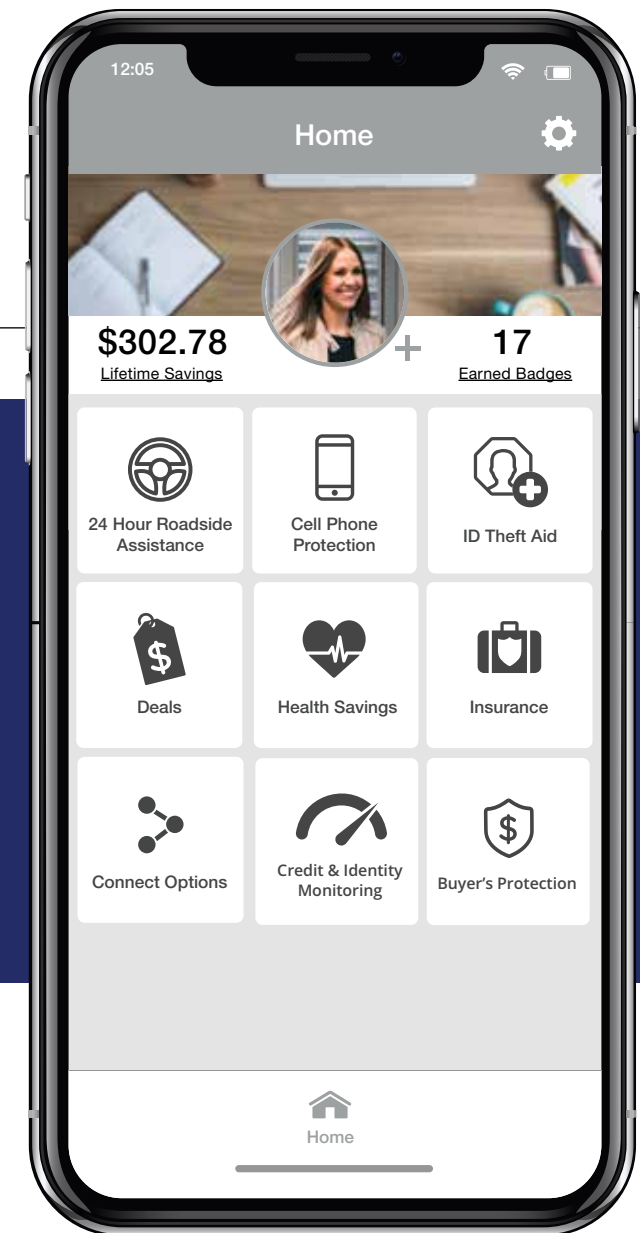 12:05
Home
$302.78
Lifetime Savings
17
Earned Badges
24 Hour Roadside
Assistance
Cell Phone
Protection
ID Theft Aid
$
Deals
Health Savings
Insurance
Connect Options
Credit & Identity
Monitoring
$
Buyer's Protection
Home